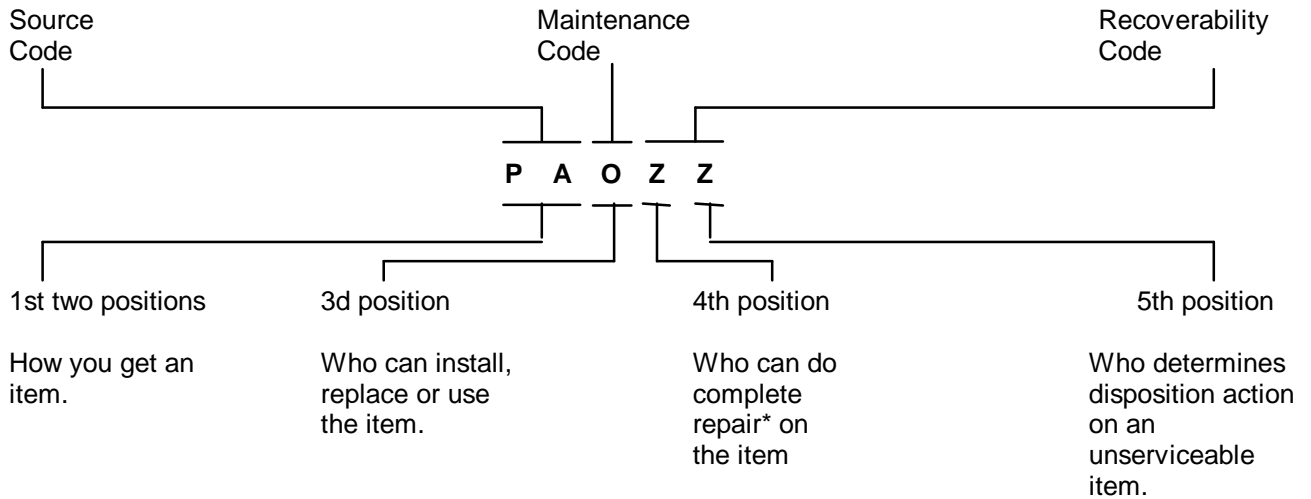 Source
Code
Maintenance
Code
Recoverability
Code
P A O Z Z
1st two positions
How you get an
item.
3d position
Who can install,
replace or use
the item.
4th position
Who can do
complete
repair* on
the item
5th position
Who determines
disposition action
on an
unserviceable
item.